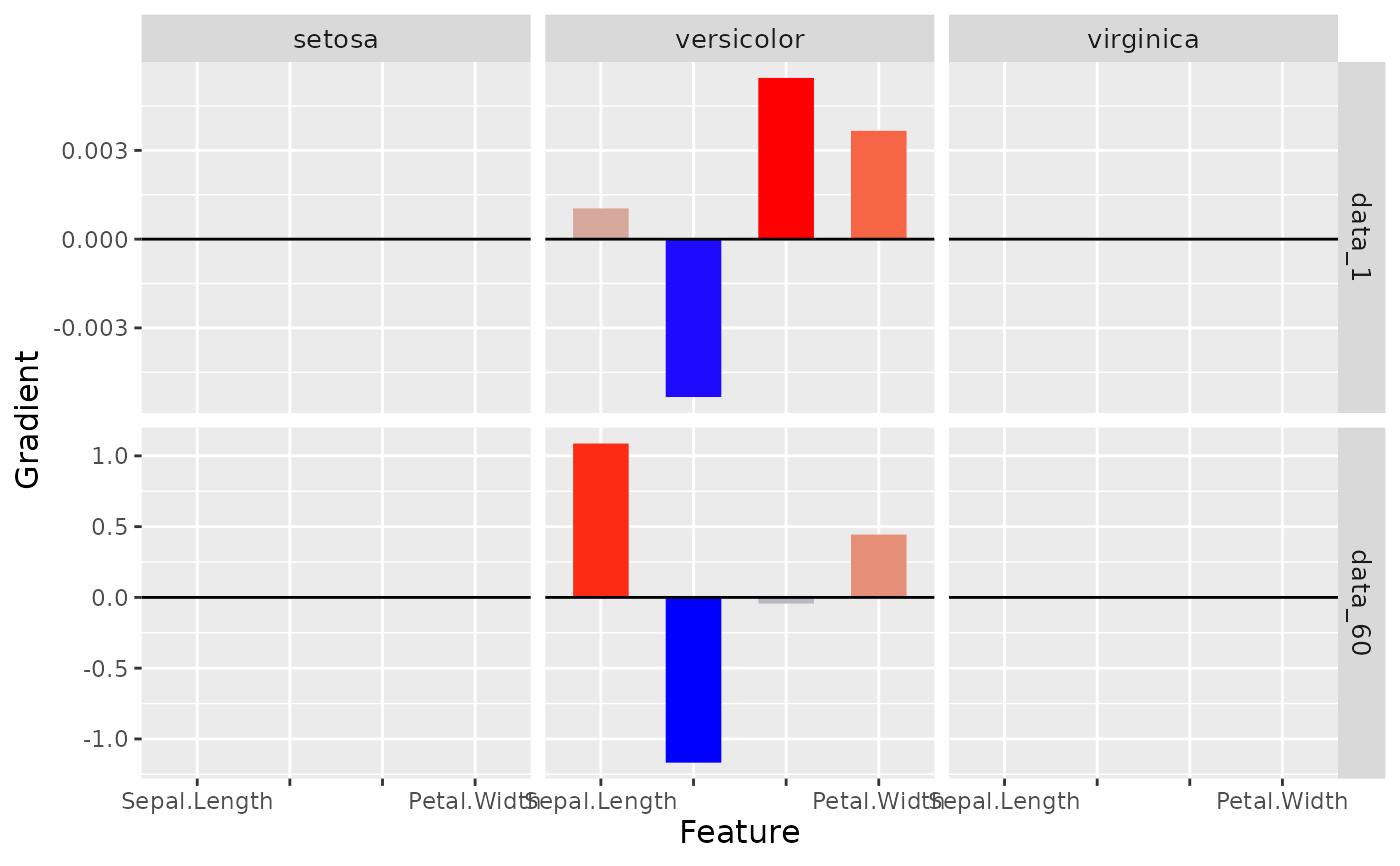 setosa
versicolor
virginica
0.003
0.000
-0.003
data_1
Gradient
1.0
0.5
0.0
-0.5
-1.0
data_60
Sepal.Length
Petal.Width
Sepal.Length
Petal.Width
Sepal.Length
Petal.Width
Feature